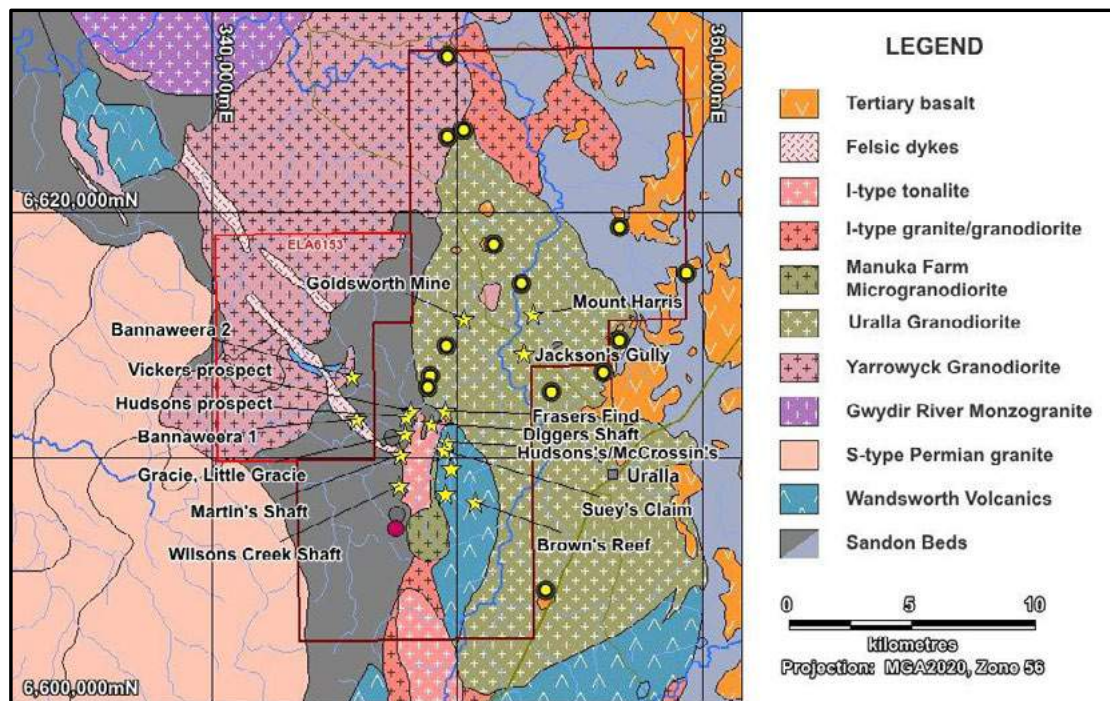 340,000mE
360,000mE
6,620,000mN
ELA6153
Goldsworth Mine
Mount Harris
Bannaweera 2
Jackson's Gully
Vickers prospect
Hudsons prospect
Frasers Find
Bannaweera 1
Diggers Shaft
Hudsons's/McCrossin's
Gracie, Little Gracie
Uralla
Martin's Shaft
Suey's Claim
Wilsons Creek Shaft
Brown's Reef
6,600,000mN
LEGEND
Tertiary basalt
Felsic dykes
I-type tonalite
I-type granite/granodiorite
Manuka Farm
Microgranodiorite
Uralla Granodiorite
Yarrowyck Granodiorite
Gwydir River Monzogranite
S-type Permian granite
Wandsworth Volcanics
Sandon Beds
0 5 10
kilometres
Projection: MGA2020, Zone 56